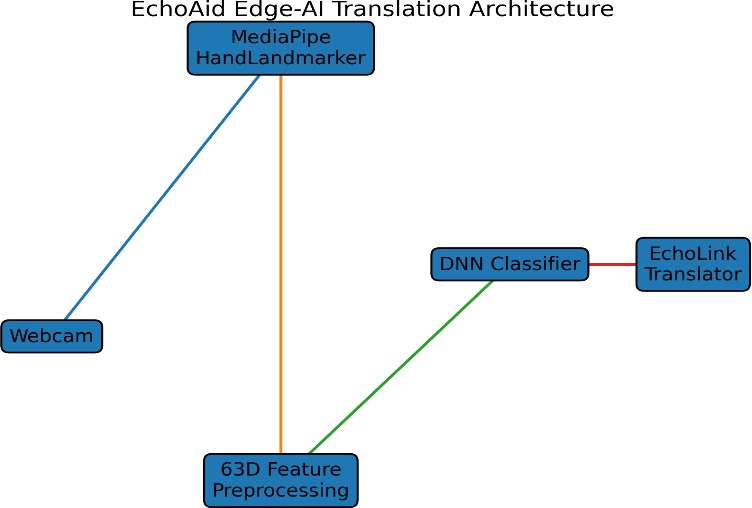 EchoAid Edge-AI Translation Architecture
MediaPipe
HandLandmarker
DNN Classifier
EchoLink
Translator
Webcam
63D Feature
Preprocessing